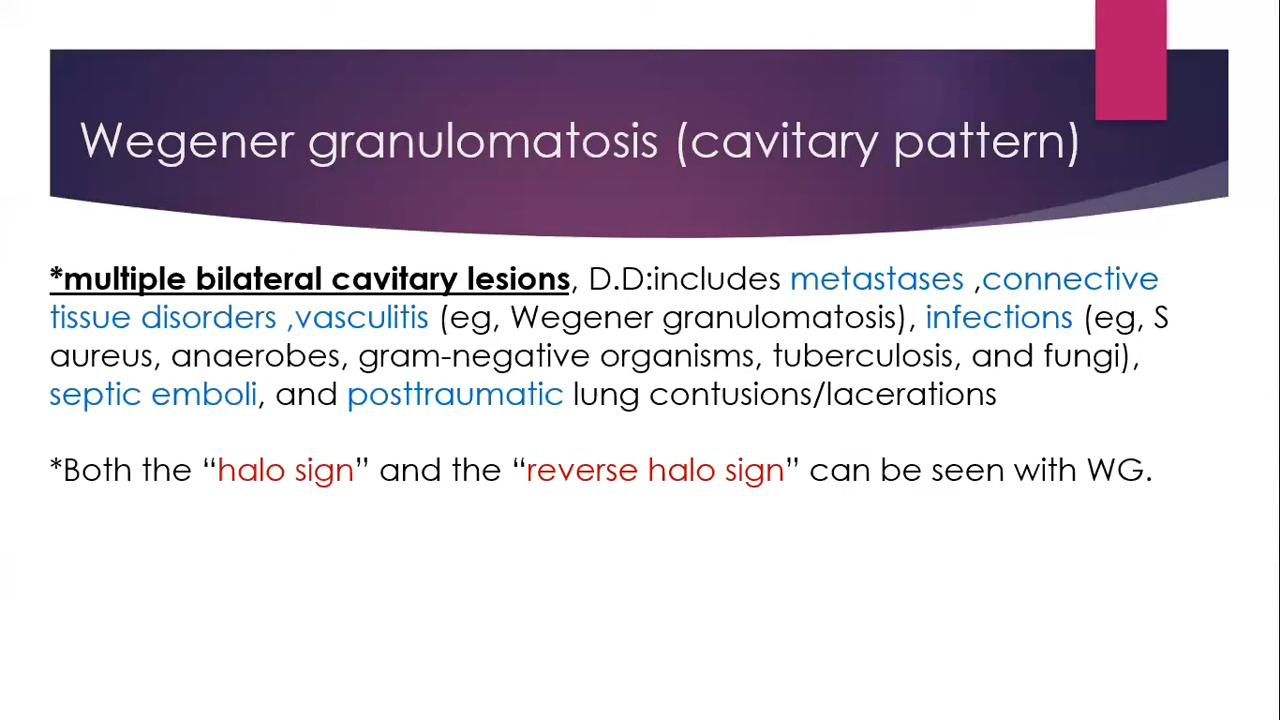 Wegener granulomatosis (cavitary pattern)
*multiple bilateral cavitary lesions, D.D:includes metastases ,connective
tissue disorders ,vasculitis (eg, Wegener granulomatosis), infections (eg, S
aureus, anaerobes, gram-negative organisms, tuberculosis, and fungi),
septic emboli, and posttraumatic lung contusions/lacerations
*Both the “halo sign” and the “reverse halo sign” can be seen with WG.